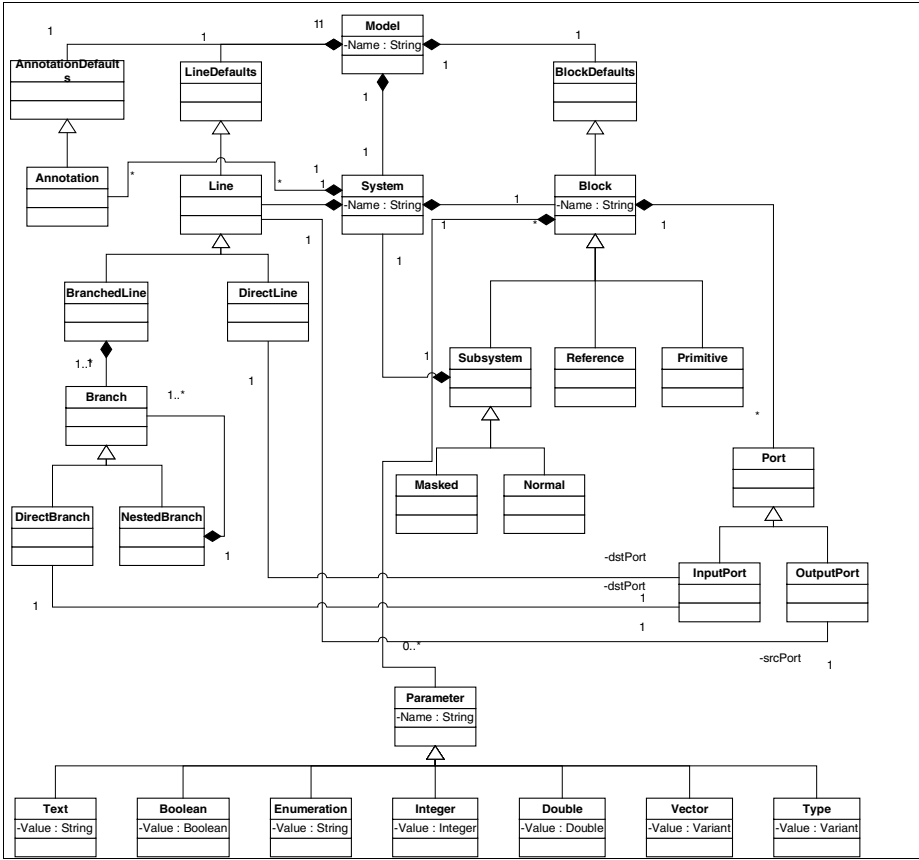 1
11
Model
1
1
-Name : String
1
AnnotationDefault
s
LineDefaults
BlockDefaults
1
1
1
Annotation
*
*
1
Line
System
Block
-Name : String
1
-Name : String
1
1
*
1
1
1
BranchedLine
DirectLine
1..*
1
1
Subsystem
Reference
Primitive
Branch
1..*
1
*
Port
Masked
Normal
DirectBranch
NestedBranch
1
-dstPort
InputPort
OutputPort
-dstPort
1
1
1
0..*
-srcPort
1
Parameter
-Name : String
Text
Boolean
Enumeration
Integer
Double
Vector
Type
-Value : String
-Value : Boolean
-Value : String
-Value : Integer
-Value : Double
-Value : Variant
-Value : Variant